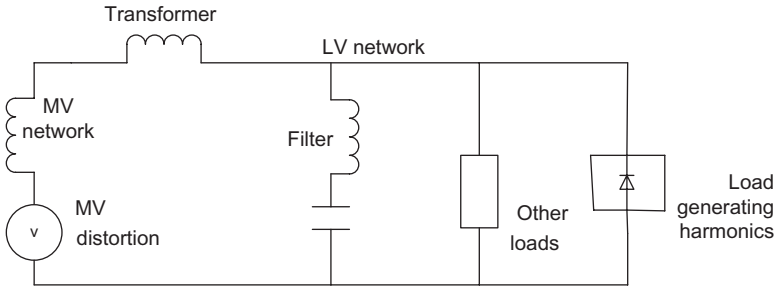 Transformer
LV network
MV
network
Filter
MV
distortion
v
Other
loads
Load
generating
harmonics